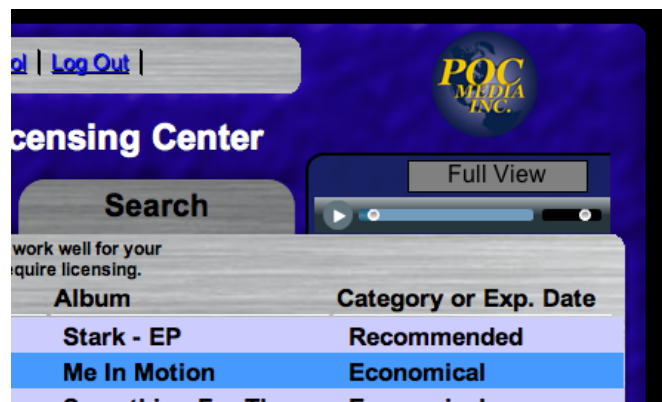 ol | Log Out |
POC
MEDIA
INC.
censing Center
Full View
Search
work well for your
equire licensing.
Album Category or Exp. Date
Stark - EP Recommended
Me In Motion Economical